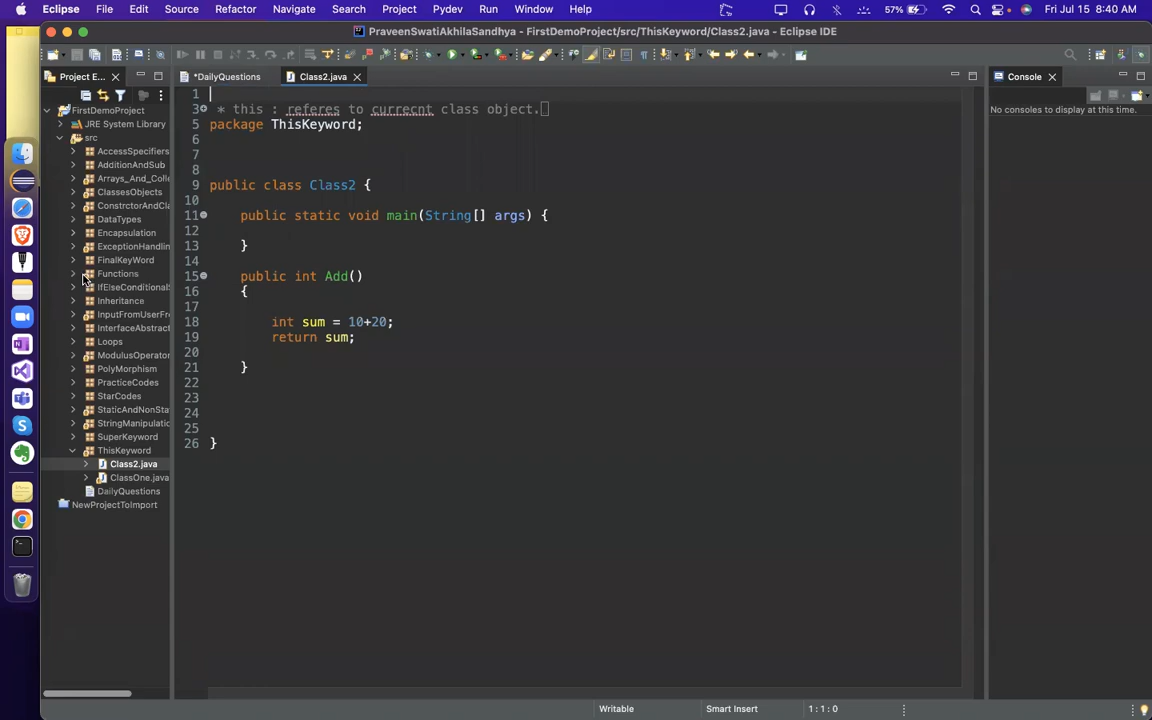 Eclipse File Edit Source Refactor Navigate Search Project Pydev Run Window Help 57% Fri Jul 15 8:40 AM
PraveenSwatiAkhilaSandhya - FirstDemoProject/src/ThisKeyword/Class2.java - Eclipse IDE
Project E... *DailyQuestions Class2.java Console
No consoles to display at this time.
FirstDemoProject
JRE System Library
src
AccessSpecifiers
AdditionAndSub
Arrays_And_Colle
ClassesObjects
ConstrctorAndCla
DataTypes
Encapsulation
ExceptionHandlin
FinalKeyWord
Functions
IfElseConditionalS
Inheritance
InputFromUserFro
InterfaceAbstract
Loops
ModulusOperator
PolyMorphism
PracticeCodes
StarCodes
StaticAndNonSta
StringManipulatio
SuperKeyword
ThisKeyword
Class2.java
ClassOne.java
DailyQuestions
NewProjectToImport
1
3 * this : referes to currecnt class object.
5 package ThisKeyword;
6
7
8
9 public class Class2 {
10
11 public static void main(String[] args) {
12
13 }
14
15 public int Add()
16 {
17
18 int sum = 10+20;
19 return sum;
20
21 }
22
23
24
25
26 }
Writable Smart Insert 1 : 1 : 0